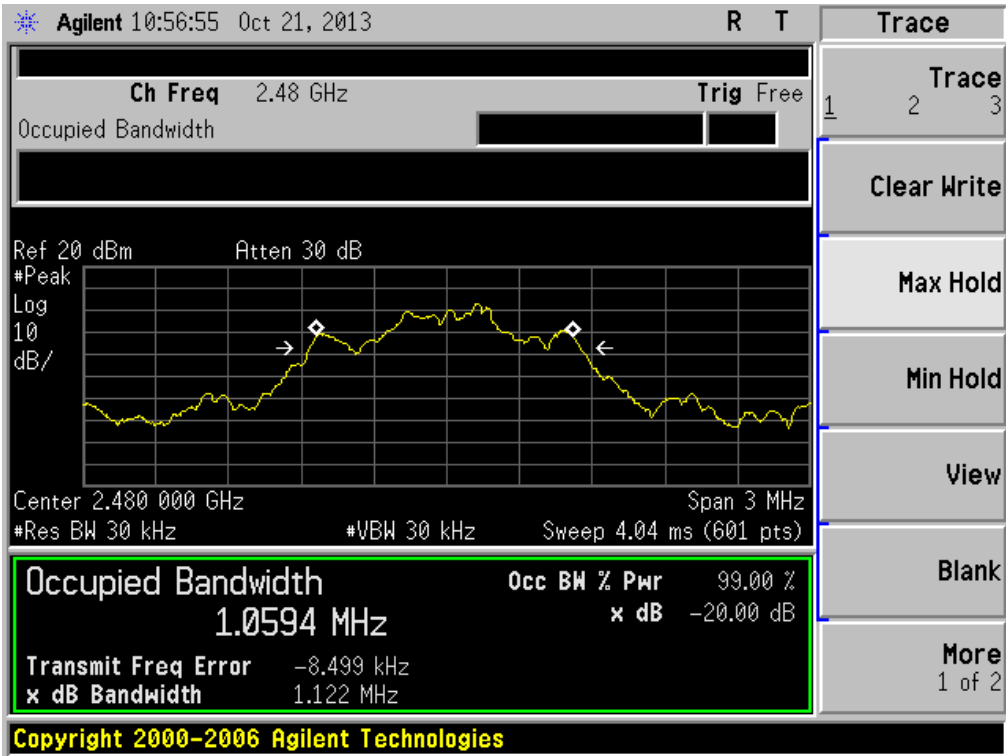 Agilent 10:56:55 Oct 21, 2013 R T
Ch Freq 2.48 GHz Trig Free
Occupied Bandwidth
Ref 20 dBm Atten 30 dB
#Peak
Log
10
dB/
Center 2.480 000 GHz Span 3 MHz
#Res BW 30 kHz #VBW 30 kHz Sweep 4.04 ms (601 pts)
Occupied Bandwidth
1.0594 MHz
Occ BW % Pwr 99.00 %
x dB -20.00 dB
Transmit Freq Error -8.499 kHz
x dB Bandwidth 1.122 MHz
Copyright 2000-2006 Agilent Technologies
Trace
Trace
1 2 3
Clear Write
Max Hold
Min Hold
View
Blank
More
1 of 2